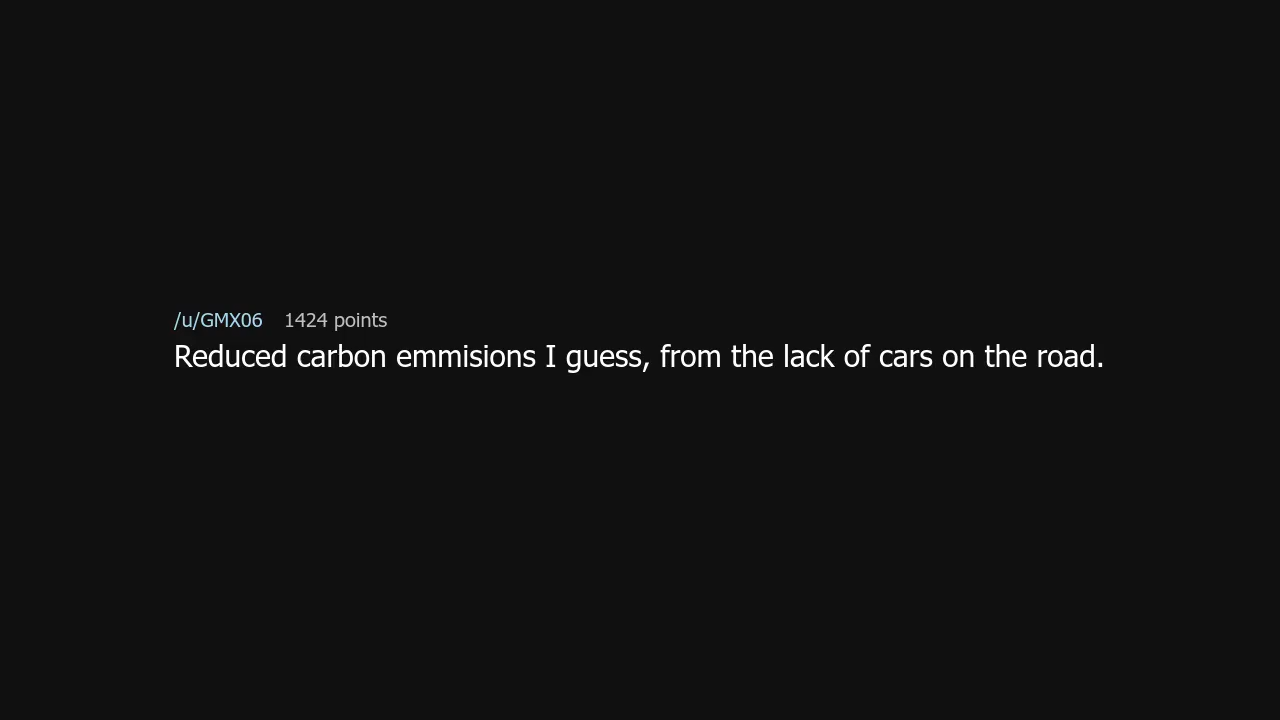 /u/GMX06 1424 points
Reduced carbon emmisions I guess, from the lack of cars on the road.